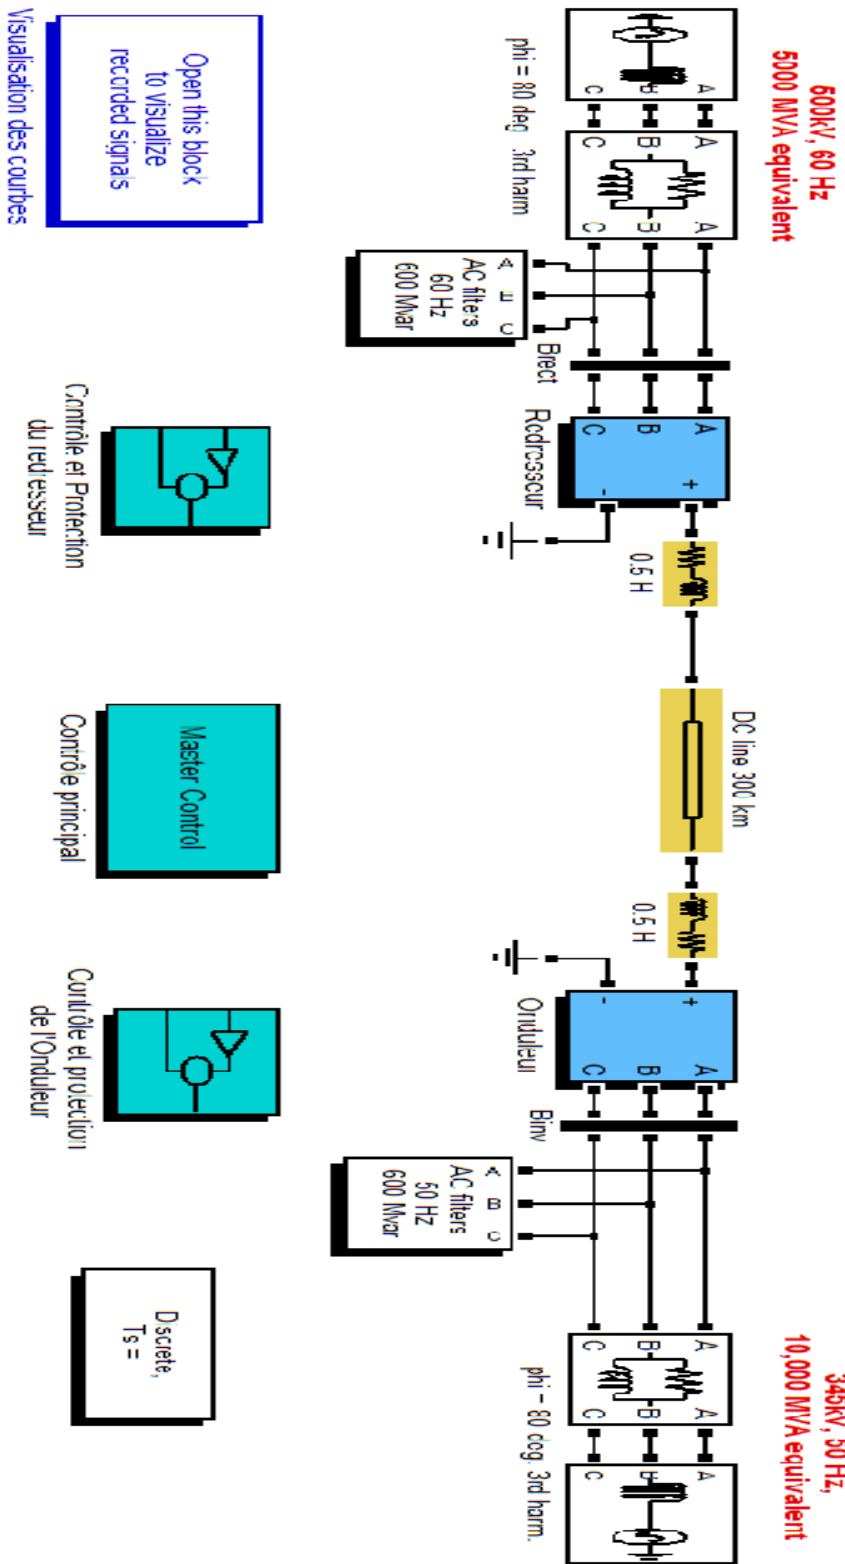 500kV, 60 Hz
5000 MVA equivalent
345kV, 50 Hz,
10,000 MVA equivalent
DC line 300 km
0.5 H
0.5 H
A
B
C
A
B
C
A
B
C
A
B
C
+
-
+
-
A
B
C
A
B
C
A
B
C
A
B
C
phi = 80 deg 3rd harm
Brect
Redresseur
Onduleur
Binv
phi = 80 deg. 3rd harm.
A B C
AC filters
60 Hz
600 Mvar
A B C
AC filters
50 Hz
600 Mvar
Open this block
to visualize
recorded signals
Visualisation des courbes
Contrôle et Protection
du redresseur
Master Control
Contrôle principal
Contrôle et protection
de l'Onduleur
Discrete,
Ts =